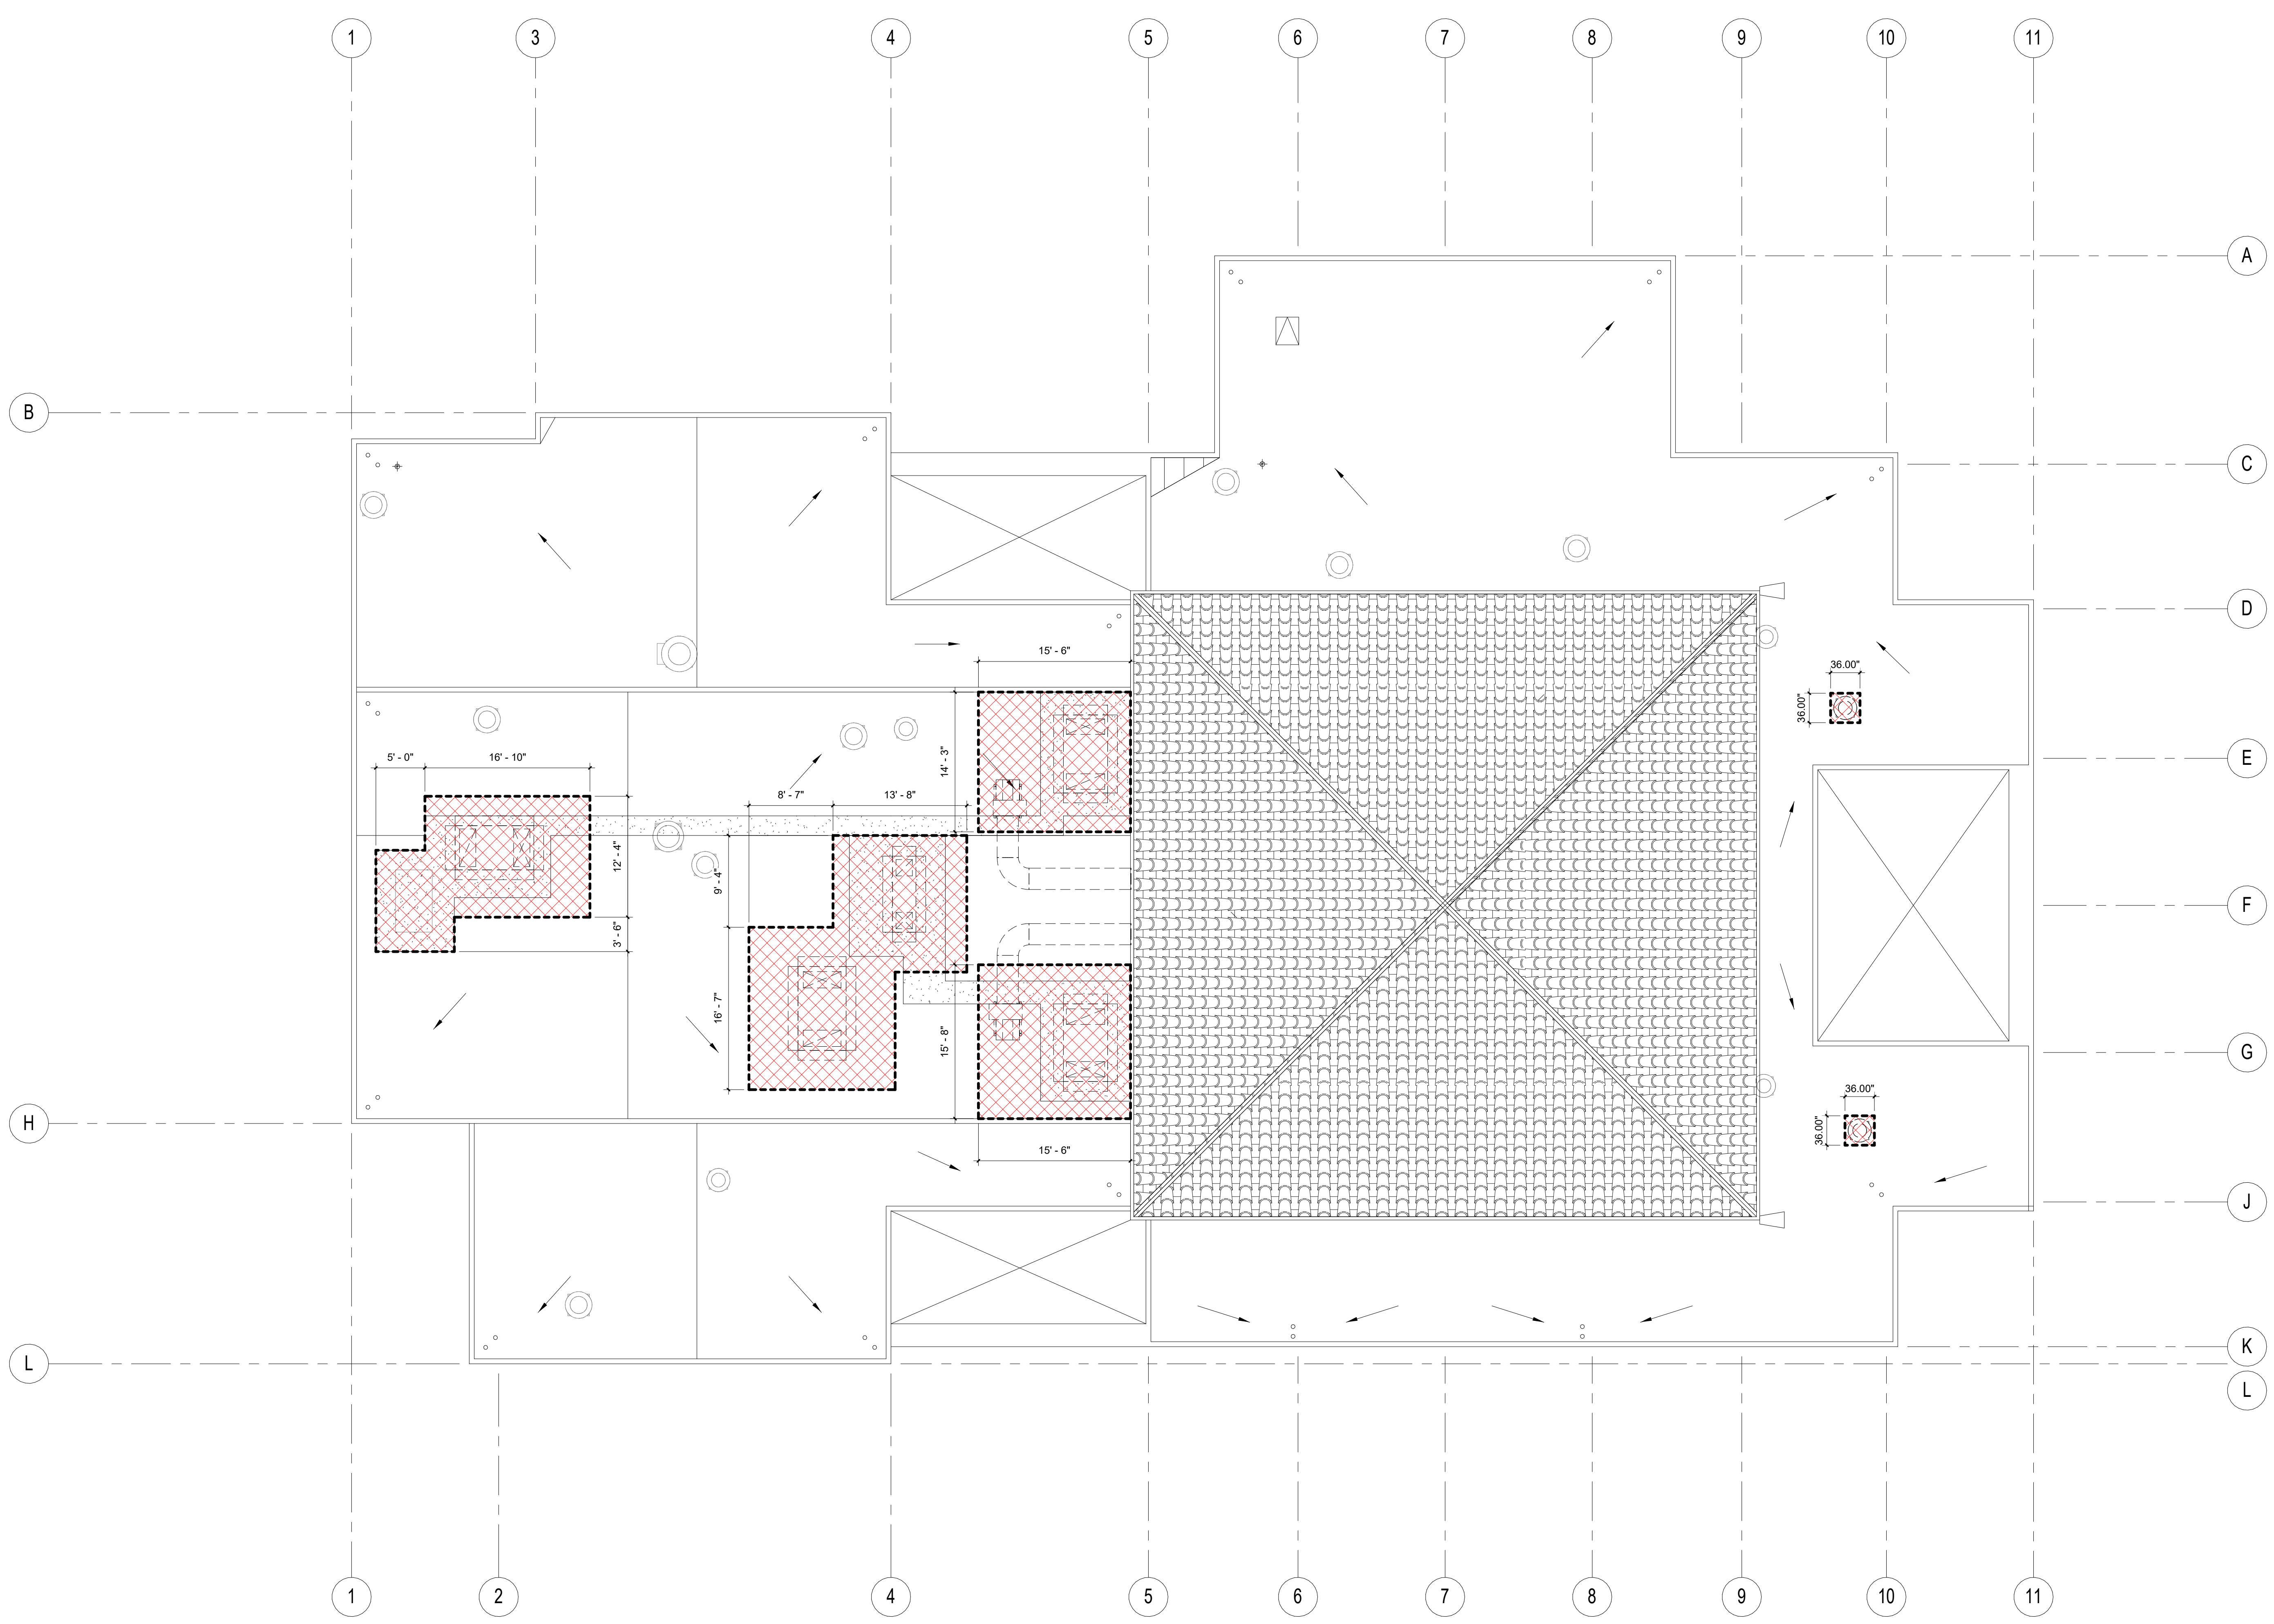 1 3 4 5 6 7 8 9 10 11
A
B
C
D
15' - 6"
36.00"
36.00"
14' - 3"
E
5' - 0" 16' - 10"
8' - 7" 13' - 8"
12' - 4"
9' - 4"
F
3' - 6"
16' - 7"
15' - 8"
G
36.00"
H
36.00"
15' - 6"
J
K
L
L
1 2 4 5 6 7 8 9 10 11